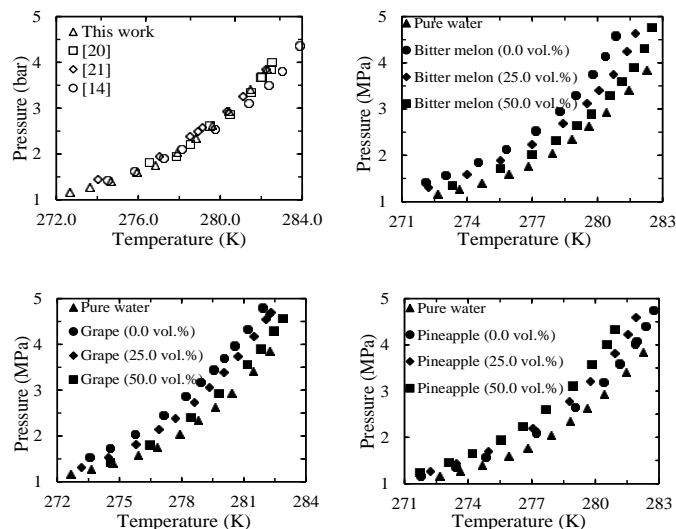 5
4
3
2
1
Pressure (bar)
This work
[20]
[21]
[14]
272.0 276.0 280.0 284.0
Temperature (K)
5
4
3
2
1
Pressure (MPa)
Pure water
Bitter melon (0.0 vol.%)
Bitter melon (25.0 vol.%)
Bitter melon (50.0 vol.%)
271 274 277 280 283
Temperature (K)
5
4
3
2
1
Pressure (MPa)
Pure water
Grape (0.0 vol.%)
Grape (25.0 vol.%)
Grape (50.0 vol.%)
272 275 278 281 284
Temperature (K)
5
4
3
2
1
Pressure (MPa)
Pure water
Pineapple (0.0 vol.%)
Pineapple (25.0 vol.%)
Pineapple (50.0 vol.%)
271 274 277 280 283
Temperature (K)